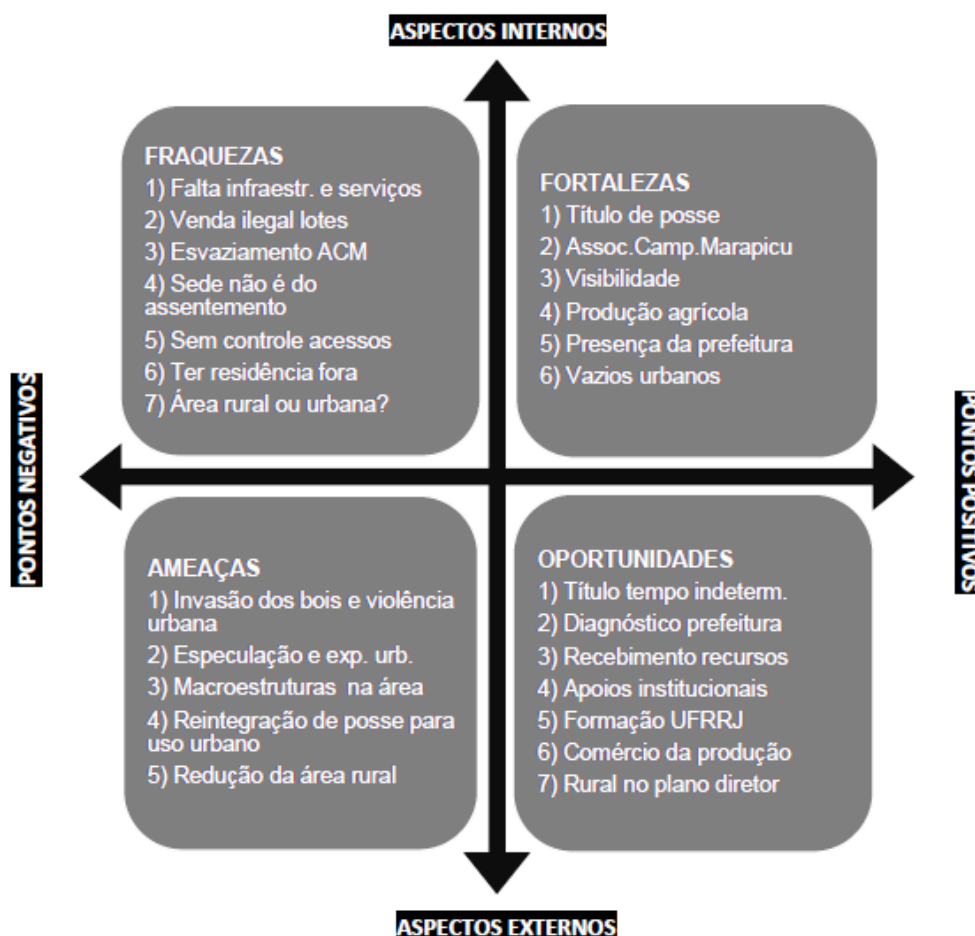 ASPECTOS INTERNOS
FRAQUEZAS
1) Falta infraestr. e serviços
2) Venda ilegal lotes
3) Esvaziamento ACM
4) Sede não é do
assentemento
5) Sem controle acessos
6) Ter residência fora
7) Área rural ou urbana?
FORTALEZAS
1) Título de posse
2) Assoc.Camp.Marapicu
3) Visibilidade
4) Produção agrícola
5) Presença da prefeitura
6) Vazios urbanos
PONTOS NEGATIVOS
PONTOS POSITIVOS
AMEAÇAS
1) Invasão dos bois e violência
urbana
2) Especulação e exp. urb.
3) Macroestruturas na área
4) Reintegração de posse para
uso urbano
5) Redução da área rural
OPORTUNIDADES
1) Título tempo indeterm.
2) Diagnóstico prefeitura
3) Recebimento recursos
4) Apoios institucionais
5) Formação UFRRJ
6) Comércio da produção
7) Rural no plano diretor
ASPECTOS EXTERNOS